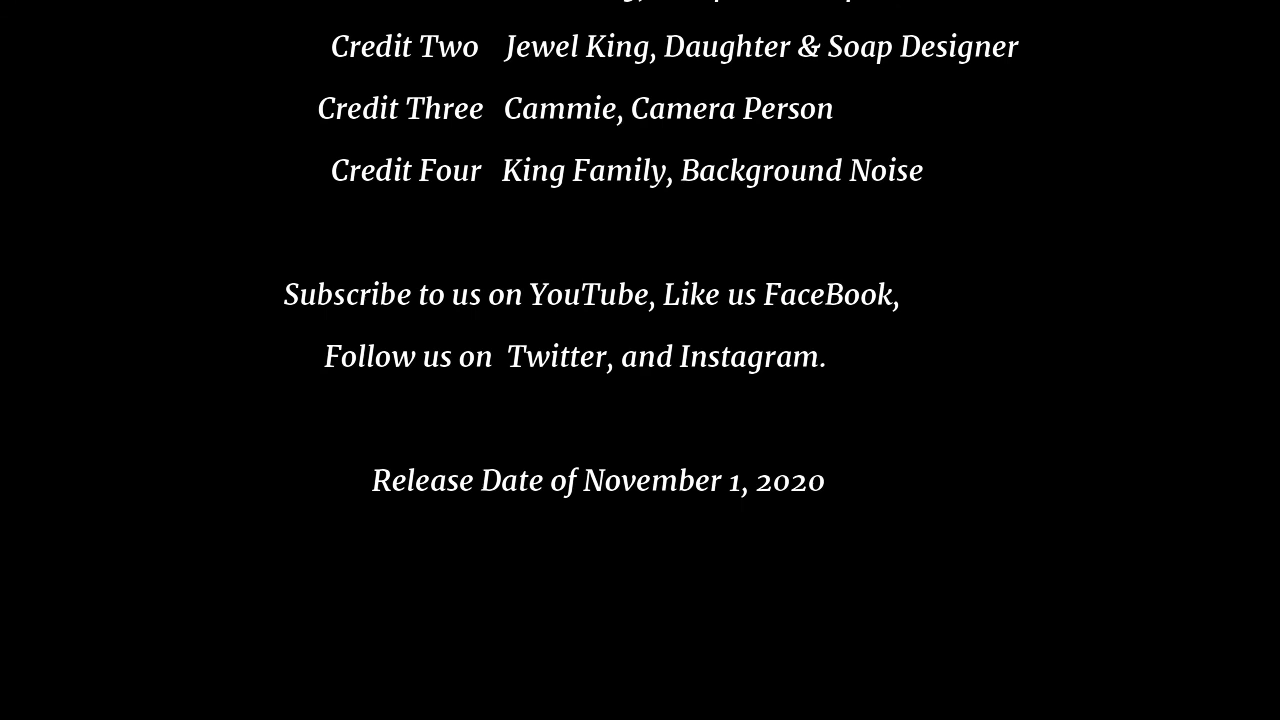 Credit Two Jewel King, Daughter & Soap Designer
Credit Three Cammie, Camera Person
Credit Four King Family, Background Noise
Subscribe to us on YouTube, Like us FaceBook,
Follow us on Twitter, and Instagram.
Release Date of November 1, 2020